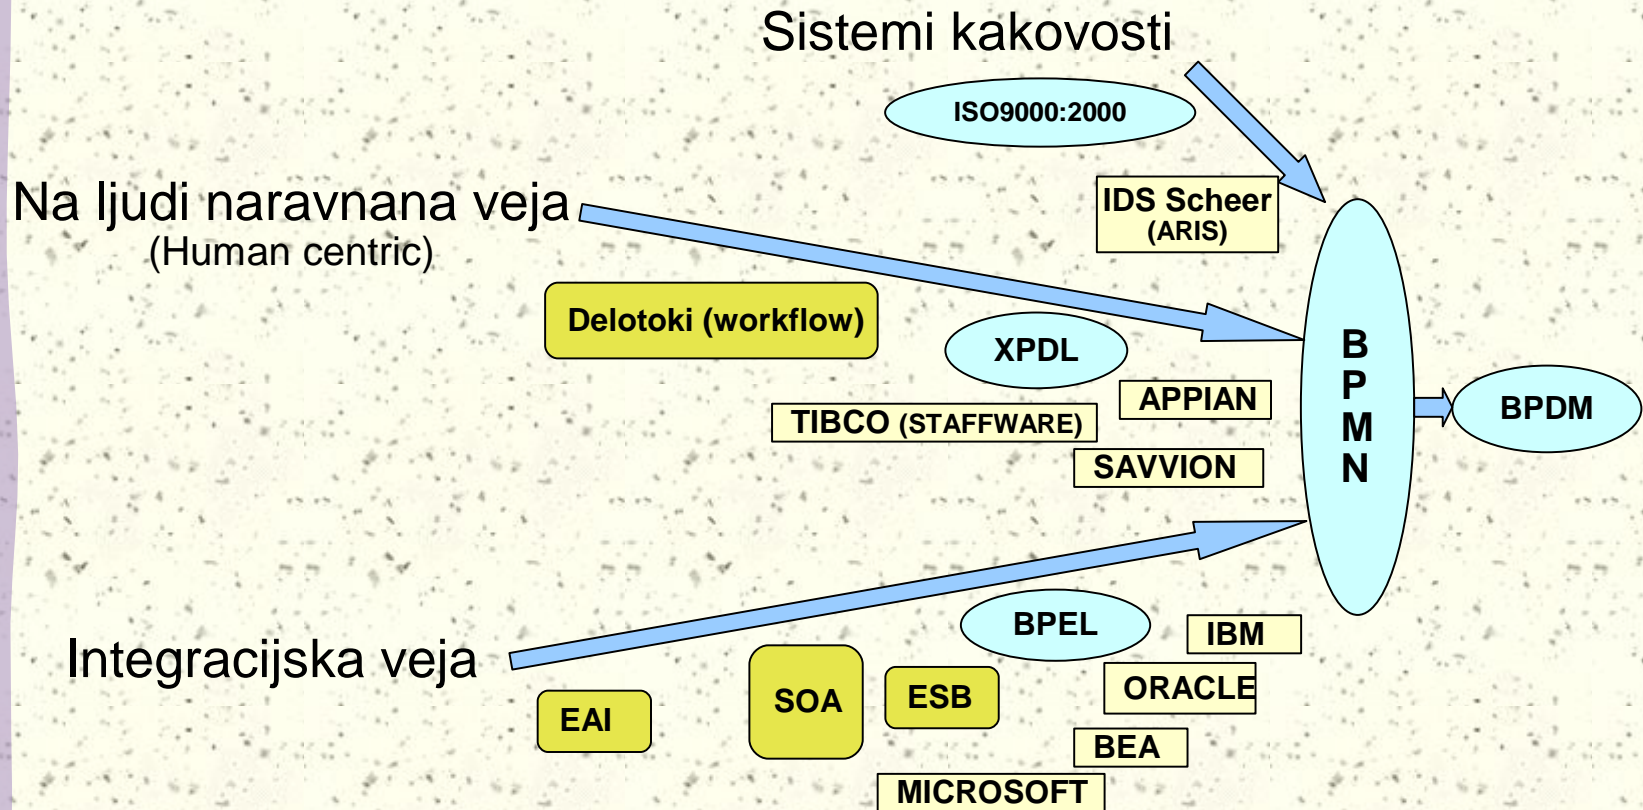 Sistemi kakovosti
ISO9000:2000
Na ljudi naravnana veja
(Human centric)
IDS Scheer
(ARIS)
Delotoki (workflow)
XPDL
APPIAN
TIBCO (STAFFWARE)
SAVVION
B
P
M
N
BPDM
Integracijska veja
BPEL
IBM
EAI
SOA
ESB
ORACLE
BEA
MICROSOFT